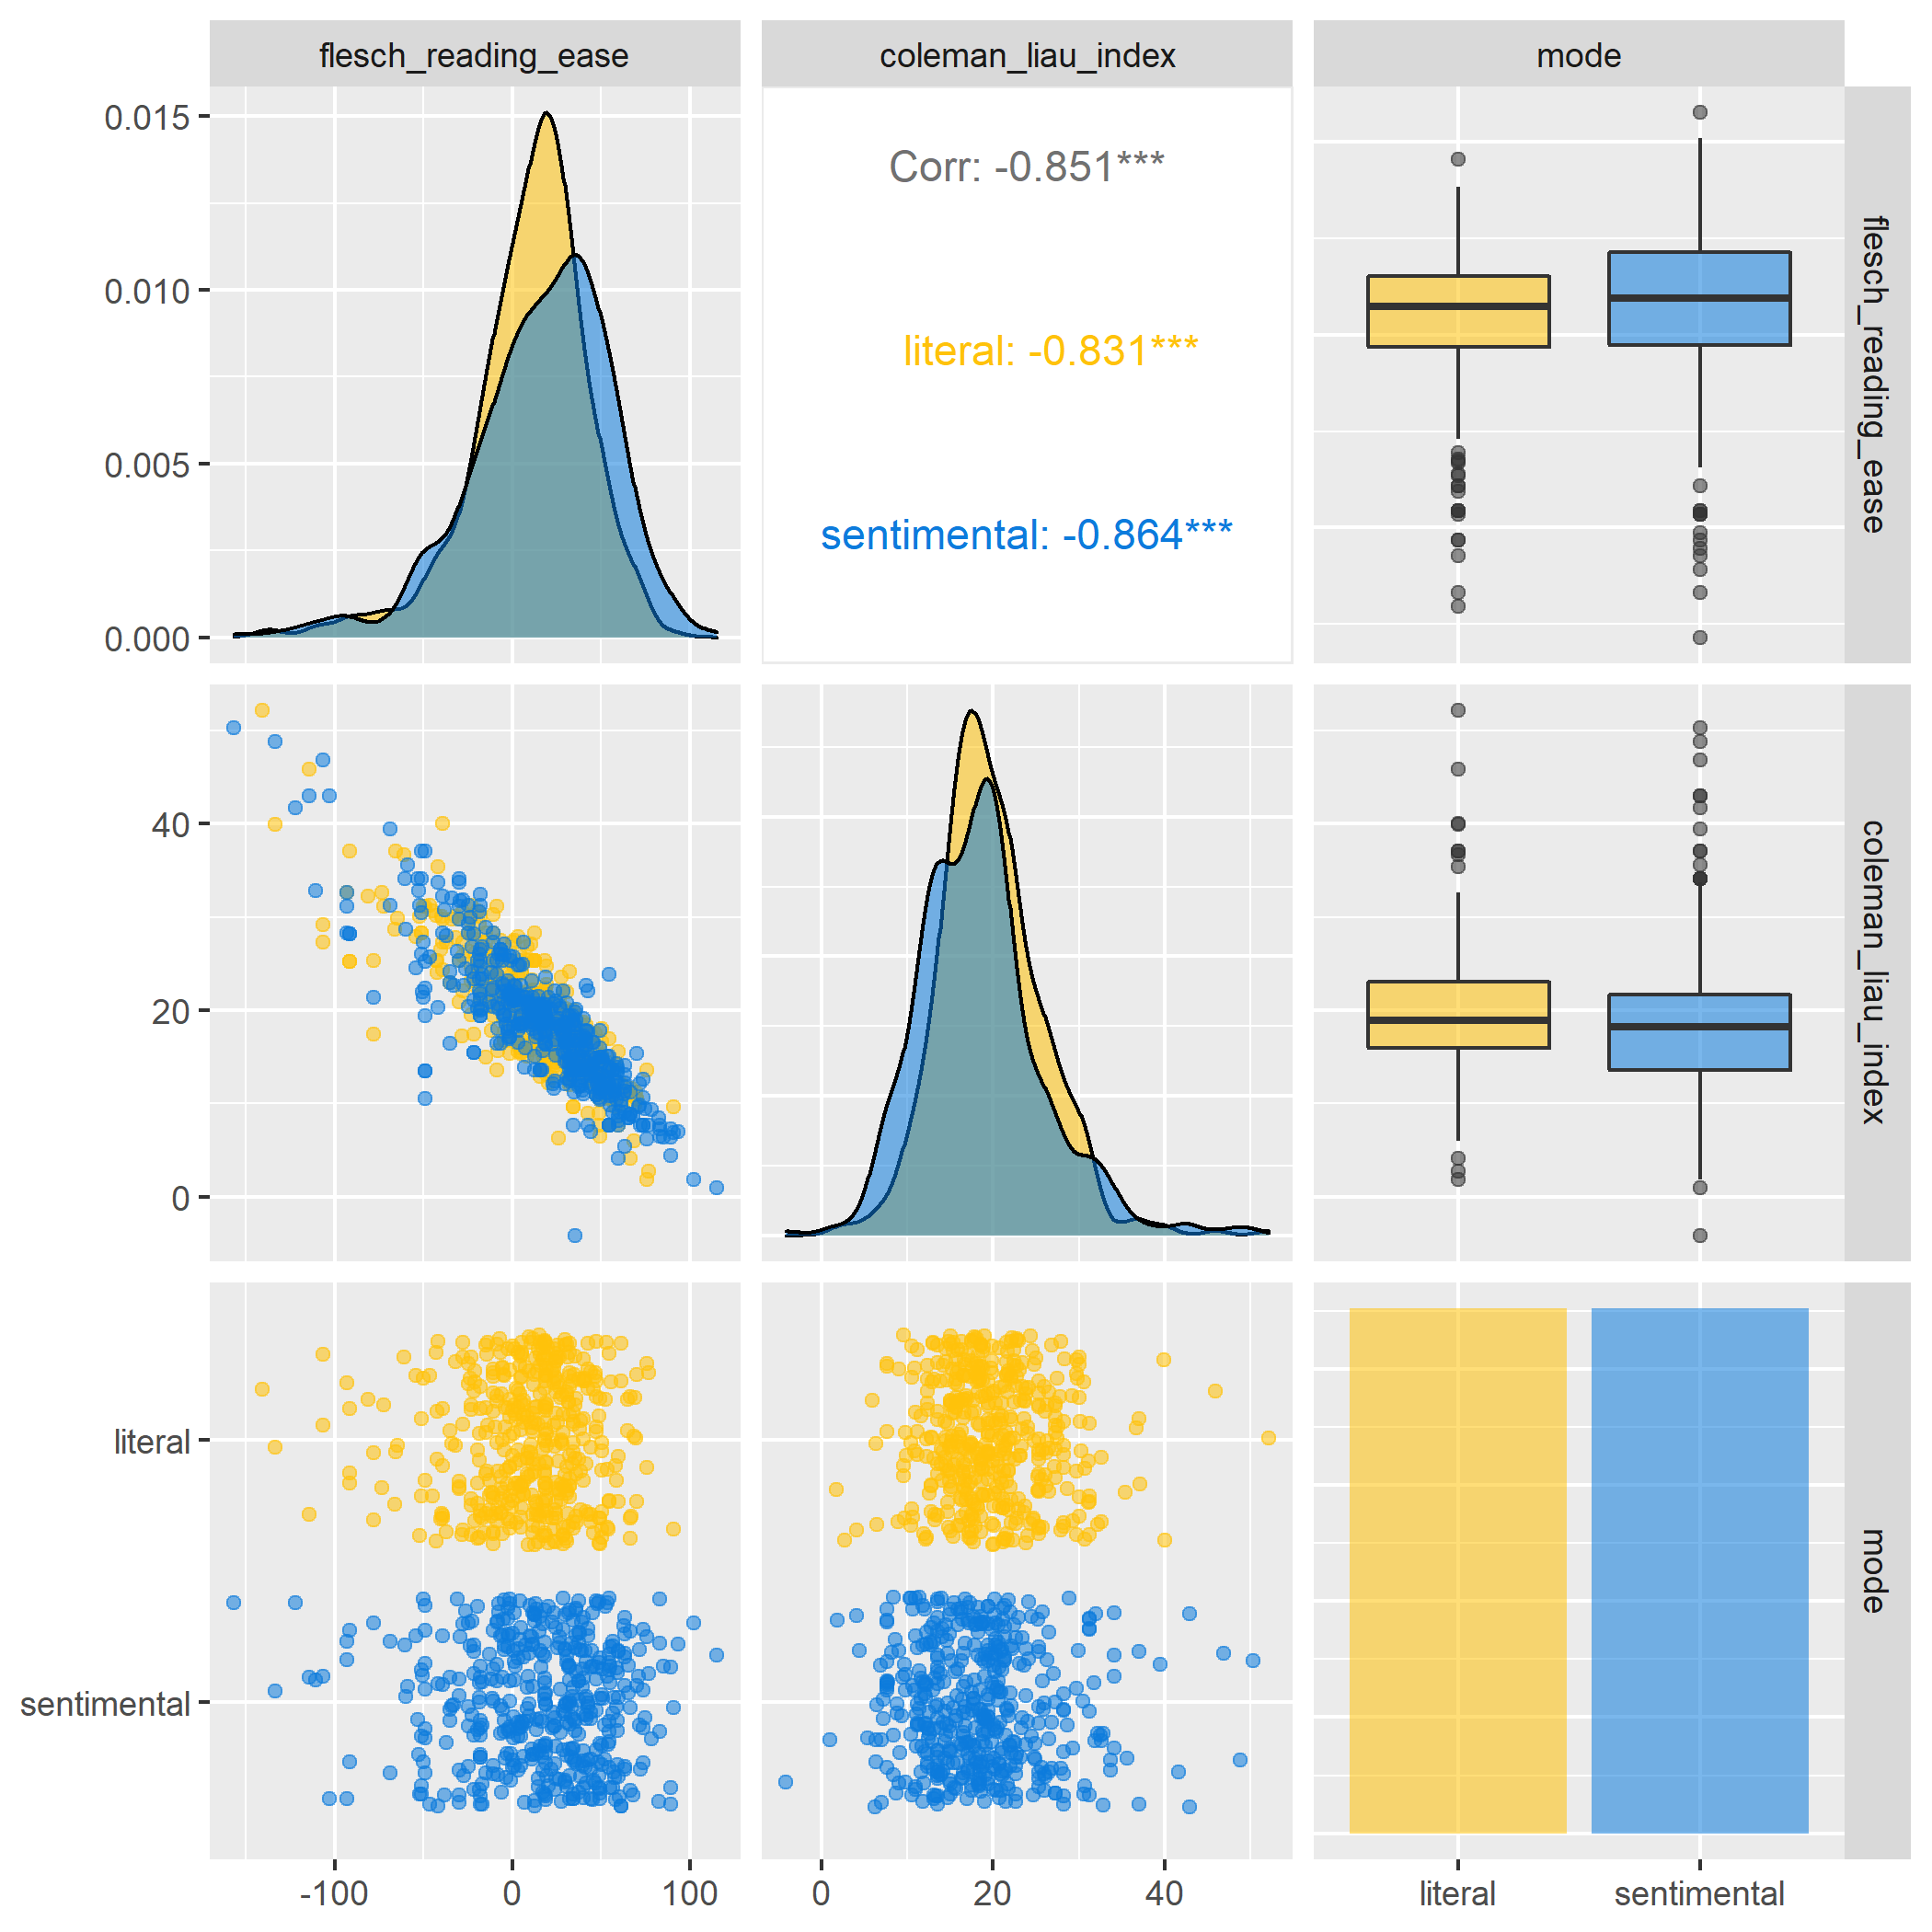 flesch_reading_ease
coleman_liau_index
mode
0.015
0.010
0.005
0.000
Corr: -0.851***
literal: -0.831***
sentimental: -0.864***
flesch_reading_ease
40
20
0
coleman_liau_index
literal
sentimental
mode
-100
0
100
0
20
40
literal
sentimental